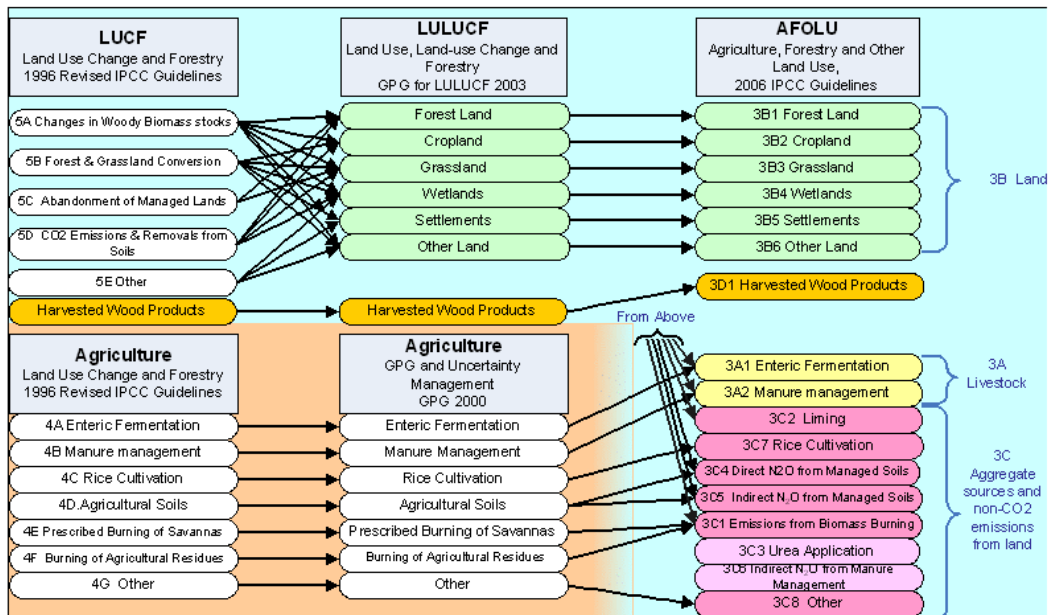 LUCF
Land Use Change and Forestry
1996 Revised IPCC Guidelines
LULUCF
Land Use, Land-use Change and
Forestry
GPG for LULUCF 2003
AFOLU
Agriculture, Forestry and Other
Land Use,
2006 IPCC Guidelines
5A Changes in Woody Biomass stocks
5B Forest & Grassland Conversion
5C Abandonment of Managed Lands
5D CO2 Emissions & Removals from
Soils
5E Other
Harvested Wood Products
Forest Land
Cropland
Grassland
Wetlands
Settlements
Other Land
Harvested Wood Products
3B1 Forest Land
3B2 Cropland
3B3 Grassland
3B4 Wetlands
3B5 Settlements
3B6 Other Land
3D1 Harvested Wood Products
3B Land
From Above
Agriculture
Land Use Change and Forestry
1996 Revised IPCC Guidelines
Agriculture
GPG and Uncertainty
Management
GPG 2000
4A Enteric Fermentation
4B Manure management
4C Rice Cultivation
4D.Agricultural Soils
4E Prescribed Burning of Savannas
4F Burning of Agricultural Residues
4G Other
Enteric Fermentation
Manure Management
Rice Cultivation
Agricultural Soils
Prescribed Burning of Savannas
Burning of Agricultural Residues
Other
3A1 Enteric Fermentation
3A2 Manure management
3C2 Liming
3C7 Rice Cultivation
3C4 Direct N2O from Managed Soils
3C5 Indirect N₂O from Managed Soils
3C1 Emissions from Biomass Burning
3C3 Urea Application
3C6 Indirect N₂O from Manure
Management
3C8 Other
3A
Livestock
3C
Aggregate
sources and
non-CO2
emissions
from land